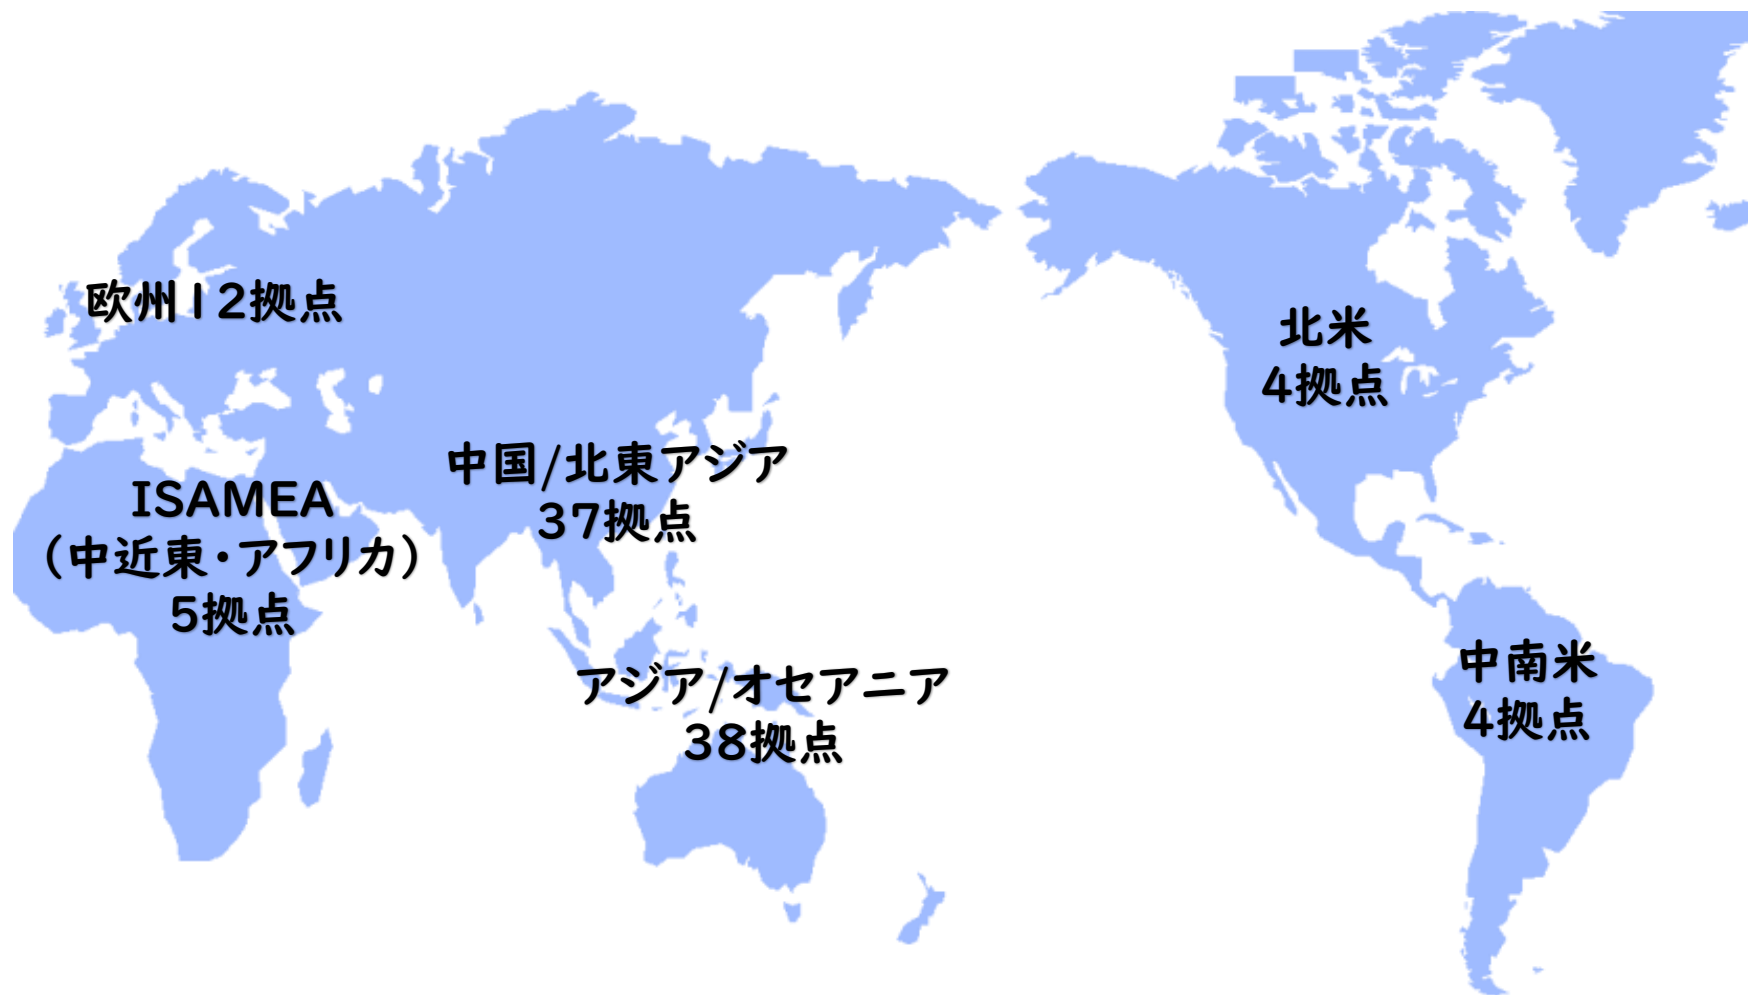 欧州12拠点
北米
4拠点
中国/北東アジア
37拠点
ISAMEA
(中近東・アフリカ)
5拠点
アジア/オセアニア
38拠点
中南米
4拠点